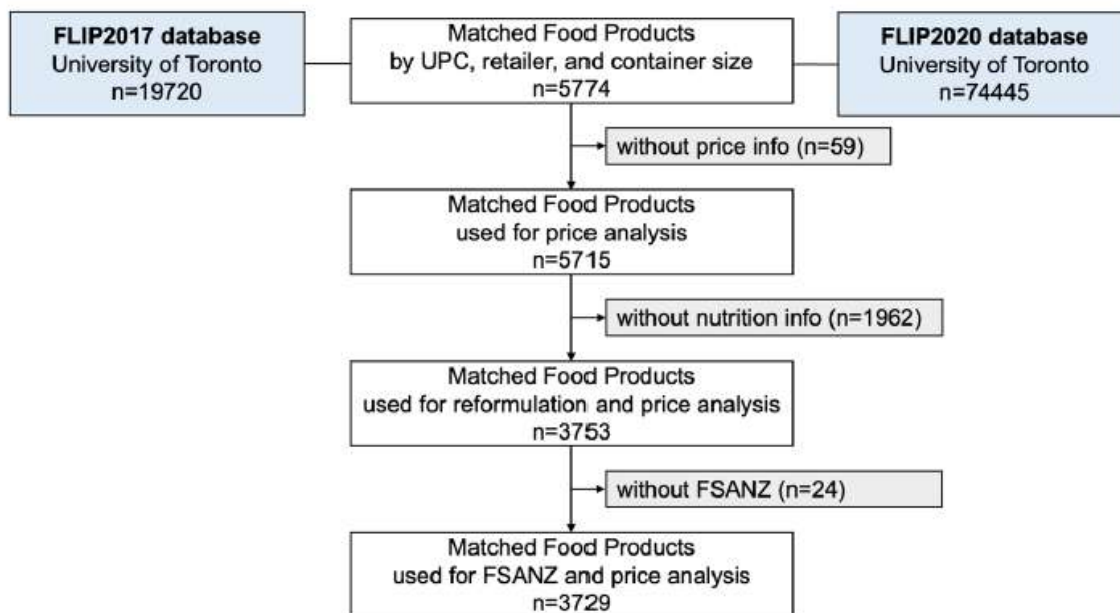 FLIP2017 database
University of Toronto
n=19720
Matched Food Products
by UPC, retailer, and container size
n=5774
FLIP2020 database
University of Toronto
n=74445
without price info (n=59)
Matched Food Products
used for price analysis
n=5715
without nutrition info (n=1962)
Matched Food Products
used for reformulation and price analysis
n=3753
without FSANZ (n=24)
Matched Food Products
used for FSANZ and price analysis
n=3729